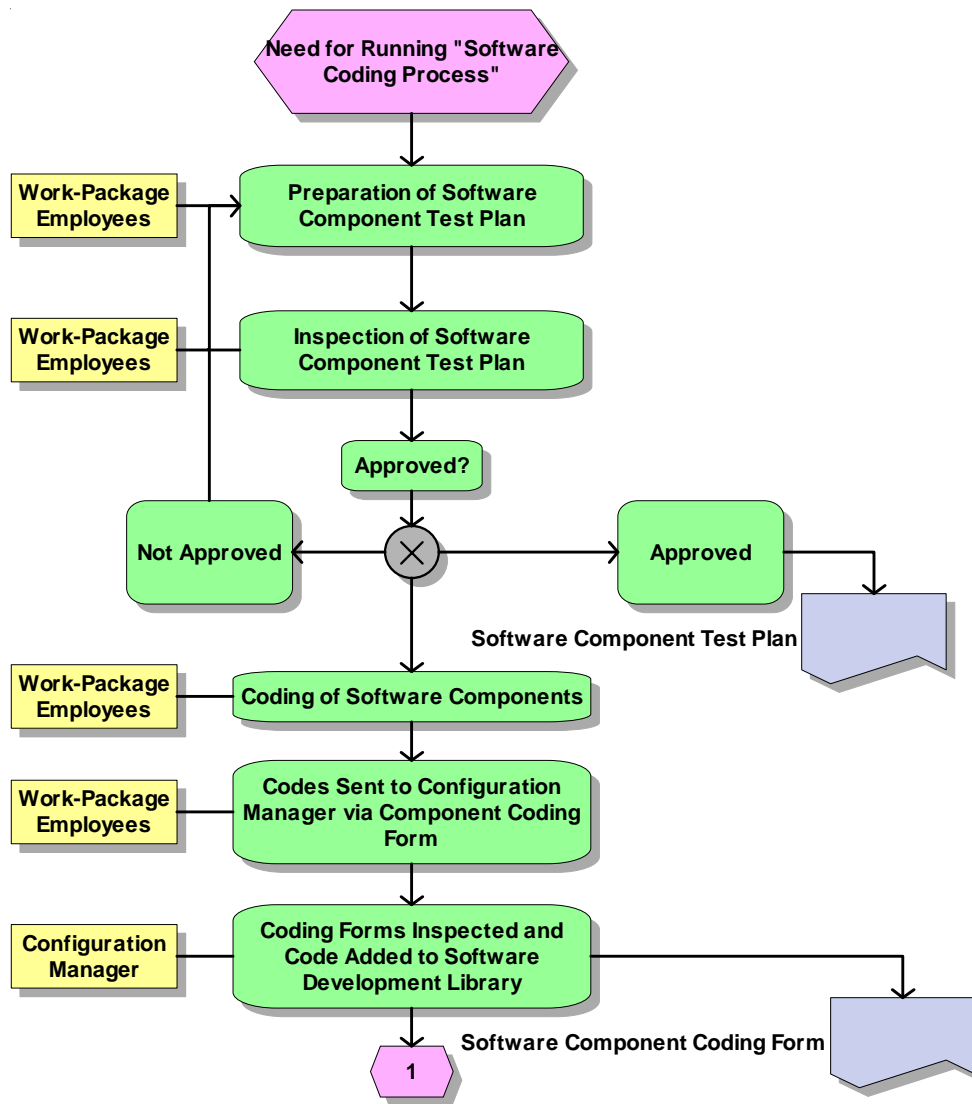 Need for Running "Software
Coding Process"
Work-Package
Employees
Preparation of Software
Component Test Plan
Work-Package
Employees
Inspection of Software
Component Test Plan
Approved?
Not Approved
Approved
Software Component Test Plan
Work-Package
Employees
Coding of Software Components
Work-Package
Employees
Codes Sent to Configuration
Manager via Component Coding
Form
Configuration
Manager
Coding Forms Inspected and
Code Added to Software
Development Library
Software Component Coding Form
1